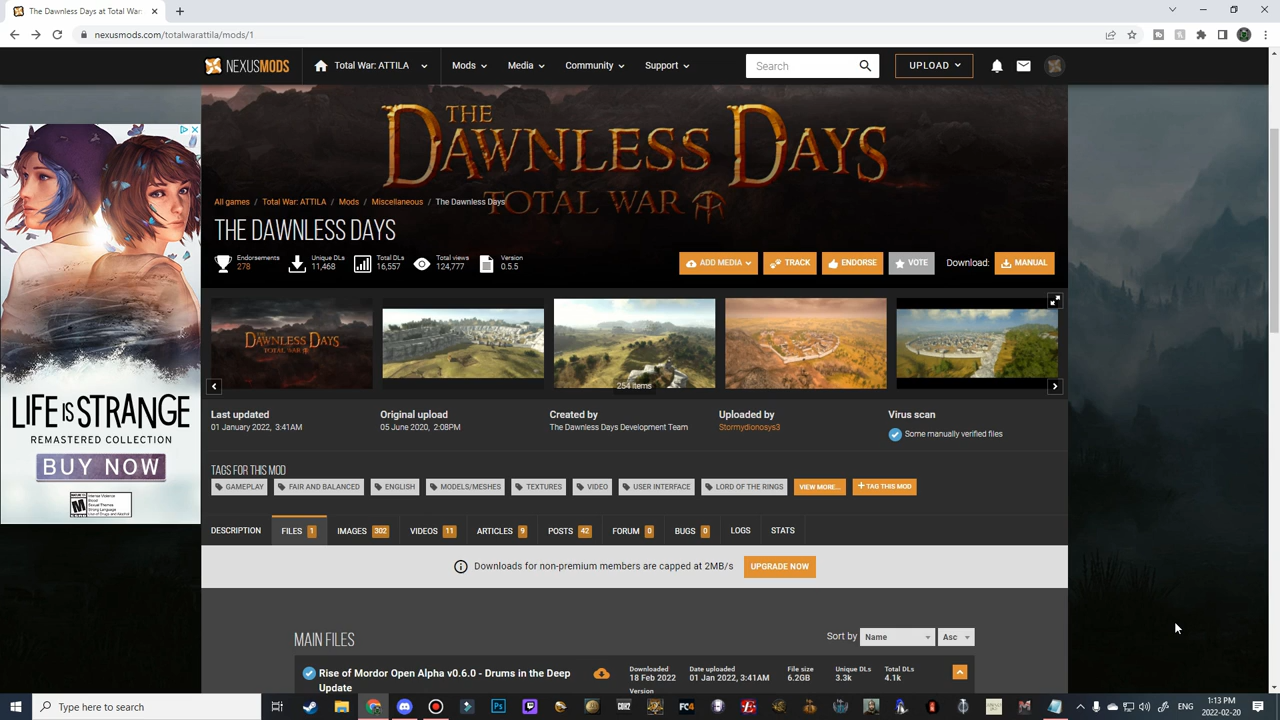 The Dawnless Days at Total War: ATTILA
nexusmods.com/totalwarattila/mods/1
NEXUSMODS
Total War: ATTILA
Mods
Media
Community
Support
Search
UPLOAD
THE
DAWNLESS DAYS
TOTAL WAR
All games / Total War: ATTILA / Mods / Miscellaneous / The Dawnless Days
THE DAWNLESS DAYS
Endorsements
278
Unique DLs
11,468
Total DLs
16,557
Total views
124,777
Version
0.5.5
ADD MEDIA
TRACK
ENDORSE
VOTE
Download:
MANUAL
THE
DAWNLESS DAYS
TOTAL WAR
254 items
Last updated
01 January 2022, 3:41AM
Original upload
05 June 2020, 2:08PM
Created by
The Dawnless Days Development Team
Uploaded by
Stormydionosys3
Virus scan
Some manually verified files
TAGS FOR THIS MOD
GAMEPLAY
FAIR AND BALANCED
ENGLISH
MODELS/MESHES
TEXTURES
VIDEO
USER INTERFACE
LORD OF THE RINGS
VIEW MORE...
+ TAG THIS MOD
DESCRIPTION
FILES 1
IMAGES 302
VIDEOS 11
ARTICLES 9
POSTS 42
FORUM 0
BUGS 0
LOGS
STATS
Downloads for non-premium members are capped at 2MB/s
UPGRADE NOW
MAIN FILES
Sort by
Name
Asc
Rise of Mordor Open Alpha v0.6.0 - Drums in the Deep
Update
Downloaded
18 Feb 2022
Date uploaded
01 Jan 2022, 3:41AM
File size
6.2GB
Unique DLs
3.3k
Total DLs
4.1k
Version
LIFE IS STRANGE
REMASTERED COLLECTION
BUY NOW
Type here to search
ENG
1:13 PM
2022-02-20